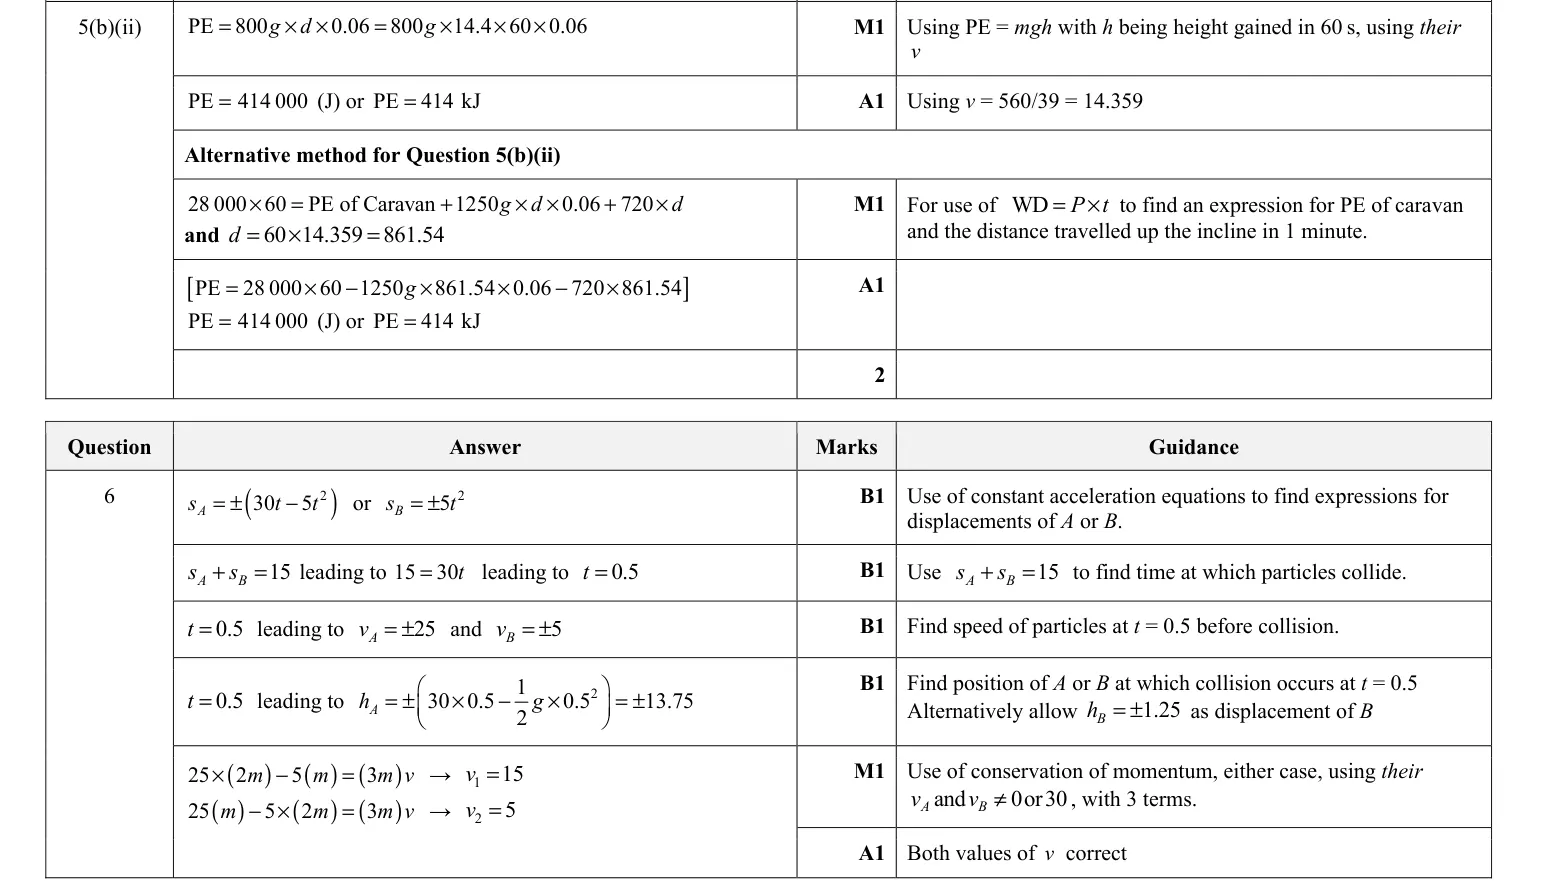 5(b)(ii)
PE = 800g × d × 0.06 = 800g × 14.4 × 60 × 0.06
M1
Using PE = mgh with h being height gained in 60 s, using their
v
PE = 414 000 (J) or PE = 414 kJ
A1
Using v = 560/39 = 14.359
Alternative method for Question 5(b)(ii)
28 000 × 60 = PE of Caravan + 1250g × d × 0.06 + 720 × d
and d = 60 × 14.359 = 861.54
M1
For use of WD = P × t to find an expression for PE of caravan
and the distance travelled up the incline in 1 minute.
[PE = 28 000 × 60 − 1250g × 861.54 × 0.06 − 720 × 861.54]
PE = 414 000 (J) or PE = 414 kJ
A1
2
Question Answer Marks Guidance
6
s_A = ±(30t − 5t²) or s_B = ±5t²
B1
Use of constant acceleration equations to find expressions for
displacements of A or B.
s_A + s_B = 15 leading to 15 = 30t leading to t = 0.5
B1
Use s_A + s_B = 15 to find time at which particles collide.
t = 0.5 leading to v_A = ±25 and v_B = ±5
B1
Find speed of particles at t = 0.5 before collision.
t = 0.5 leading to h_A = ±(30 × 0.5 − 1/2 g × 0.5²) = ±13.75
B1
Find position of A or B at which collision occurs at t = 0.5
Alternatively allow h_B = ±1.25 as displacement of B
25 × (2m) − 5(m) = (3m)v → v₁ = 15
25(m) − 5 × (2m) = (3m)v → v₂ = 5
M1
Use of conservation of momentum, either case, using their
v_A and v_B ≠ 0 or 30, with 3 terms.
A1
Both values of v correct